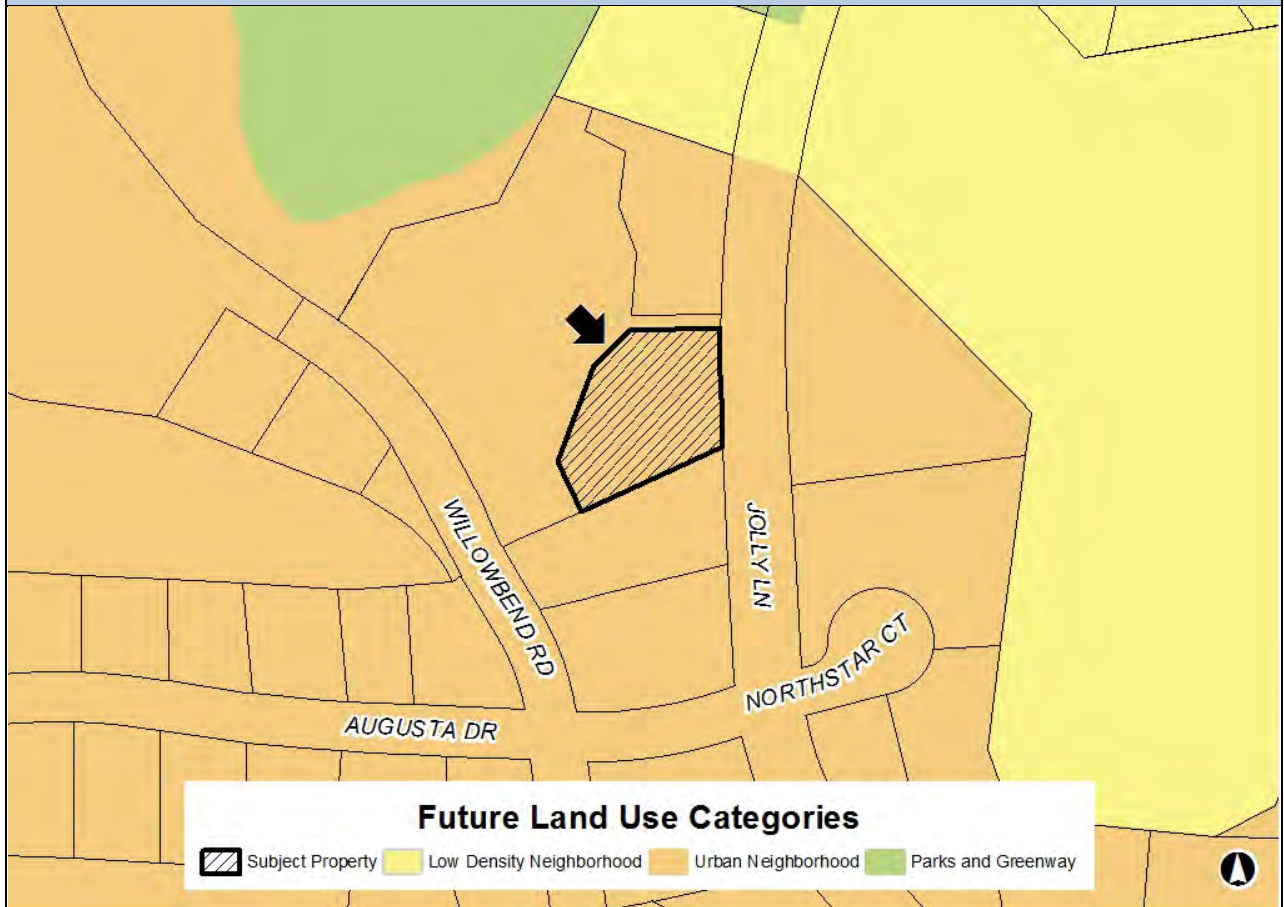 JOLLY LN
WILLOWBEND RD
NORTHSTAR CT
AUGUSTA DR
Future Land Use Categories
Subject Property Low Density Neighborhood Urban Neighborhood Parks and Greenway